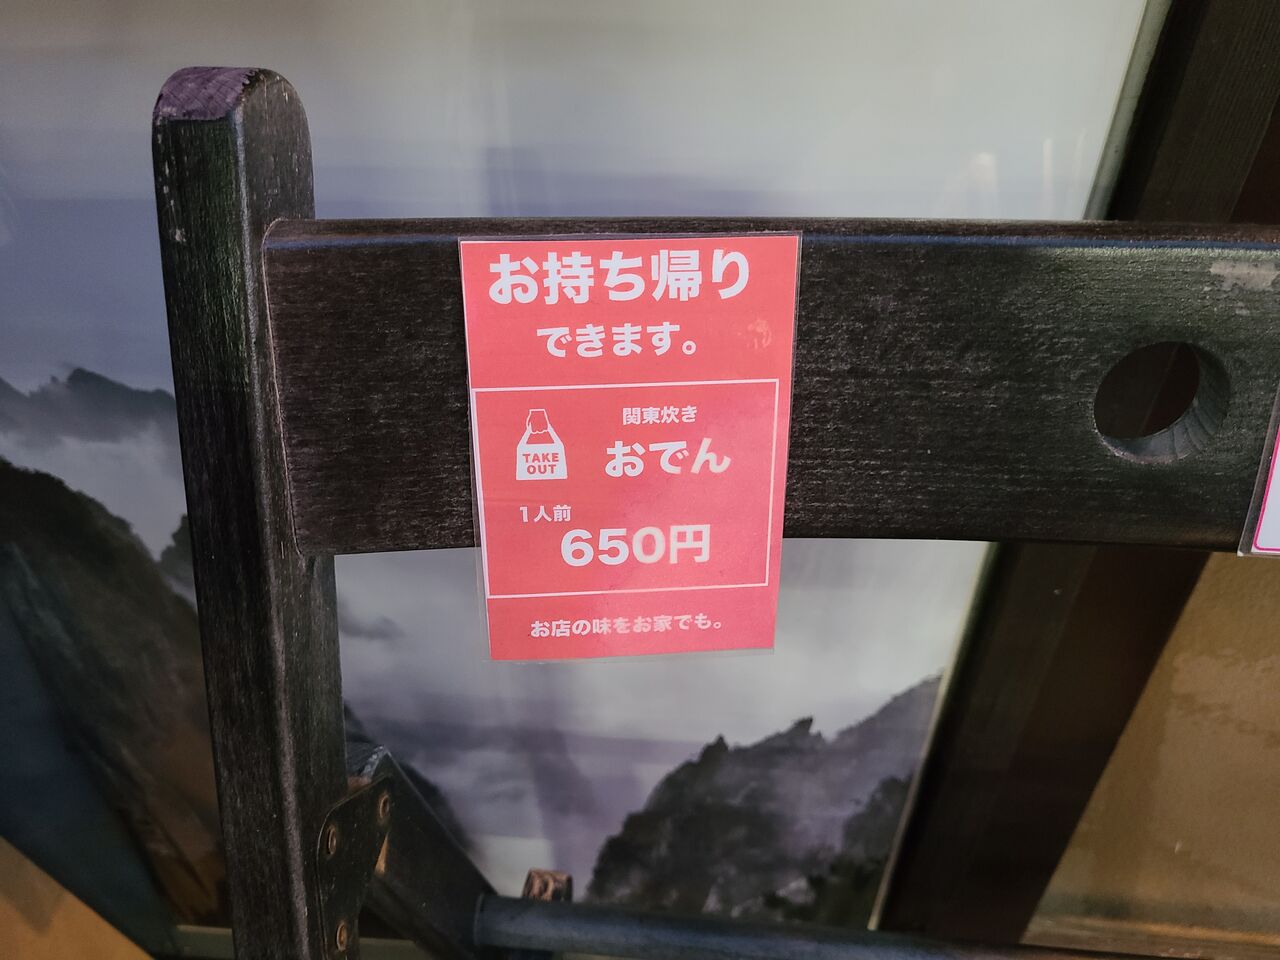 お持ち帰り
できます。
関東炊き
おでん
TAKE
OUT
1人前
650円
お店の味をお家でも。